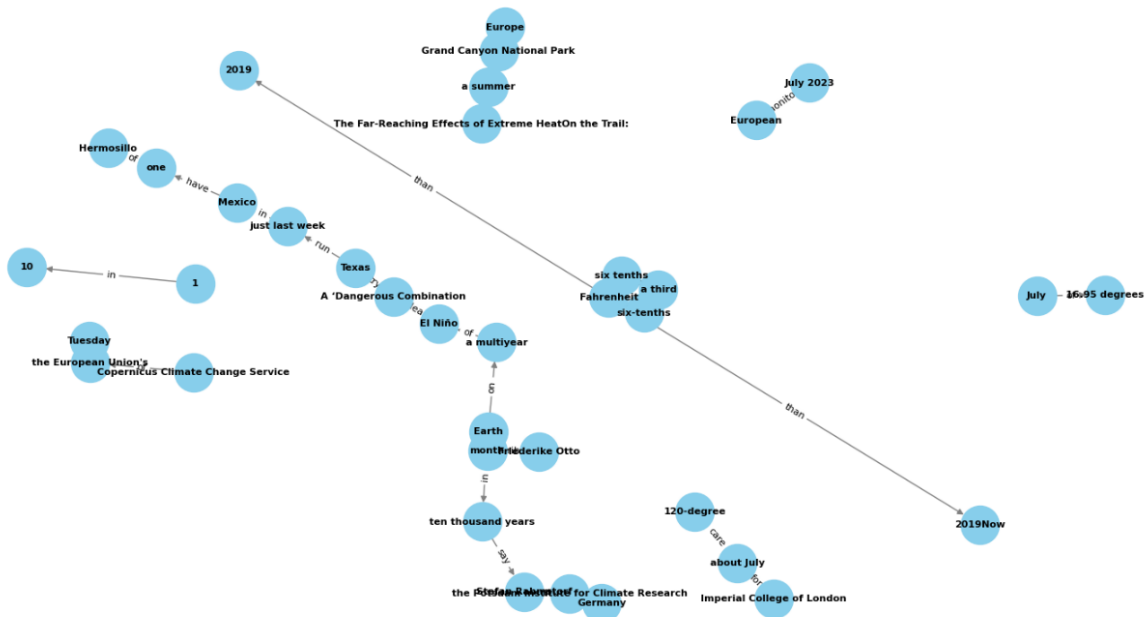 Europe
Grand Canyon National Park
2019
a summer
July 2023
European
The Far-Reaching Effects of Extreme HeatOn the Trail:
Hermosillo
of
one
have
than
Mexico
in
just last week
run
Texas
10
in
1
six tenths
a third
Fahrenheit
six-tenths
July
16.95 degrees
A ‘Dangerous Combination
El Niño
of
a multiyear
Tuesday
the European Union's
Copernicus Climate Change Service
on
than
Earth
month
Friederike Otto
in
ten thousand years
say
120-degree
care
about July
for
2019Now
Stefan Rahmstorf
the Potsdam Institute for Climate Research
Germany
Imperial College of London